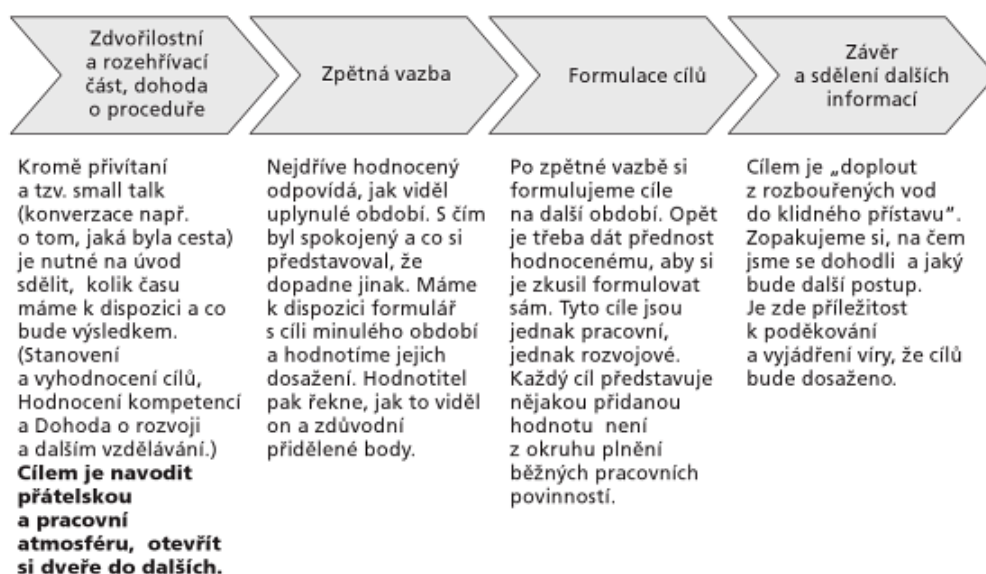 Zdvořilostní
a rozehřívací
část, dohoda
o proceduře
Zpětná vazba
Formulace cílů
Závěr
a sdělení dalších
informací
Kromě přivítaní
a tzv. small talk
(konverzace např.
o tom, jaká byla cesta)
je nutné na úvod
sdělit, kolik času
máme k dispozici a co
bude výsledkem.
(Stanovení
a vyhodnocení cílů,
Hodnocení kompetencí
a Dohoda o rozvoji
a dalším vzdělávání.)
Cílem je navodit
přátelskou
a pracovní
atmosféru, otevřít
si dveře do dalších.
Nejdříve hodnocený
odpovídá, jak viděl
uplynulé období. S čím
byl spokojený a co si
představoval, že
dopadne jinak. Máme
k dispozici formulář
s cíli minulého období
a hodnotíme jejich
dosažení. Hodnotitel
pak řekne, jak to viděl
on a zdůvodní
přidělené body.
Po zpětné vazbě si
formulujeme cíle
na další období. Opět
je třeba dát přednost
hodnocenému, aby si
je zkusil formulovat
sám. Tyto cíle jsou
jednak pracovní,
jednak rozvojové.
Každý cíl představuje
nějakou přidanou
hodnotu není
z okruhu plnění
běžných pracovních
povinností.
Cílem je „doplout
z rozbouřených vod
do klidného přístavu“.
Zopakujeme si, na čem
jsme se dohodli a jaký
bude další postup.
Je zde příležitost
k poděkování
a vyjádření víry, že cílů
bude dosaženo.